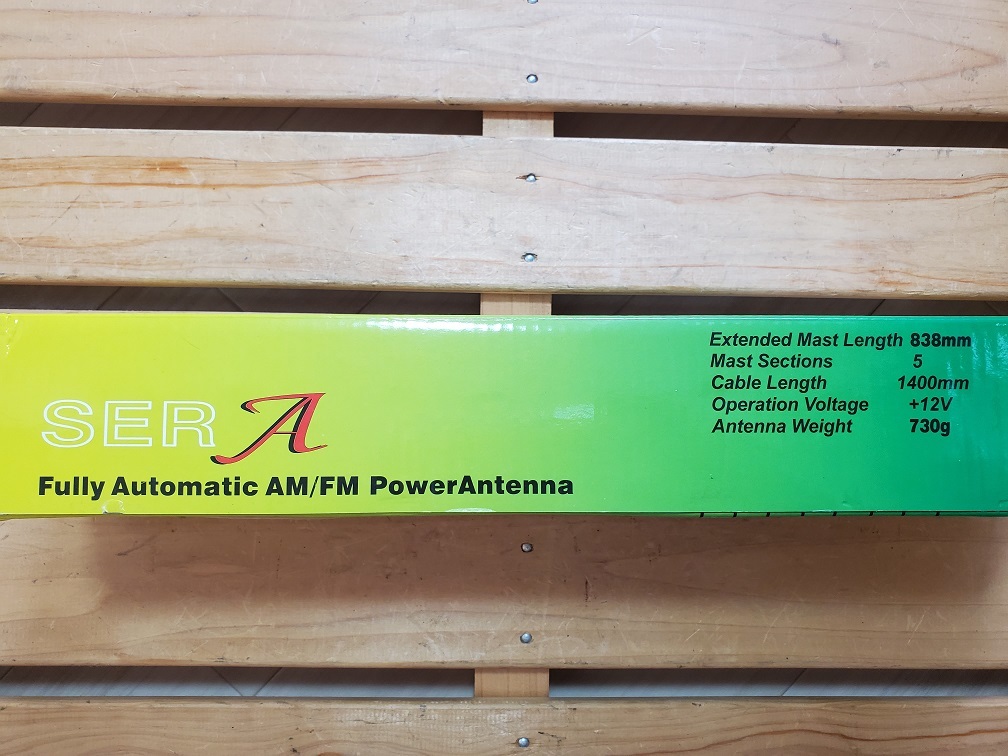 SER A
Fully Automatic AM/FM PowerAntenna
Extended Mast Length 838mm
Mast Sections 5
Cable Length 1400mm
Operation Voltage +12V
Antenna Weight 730g